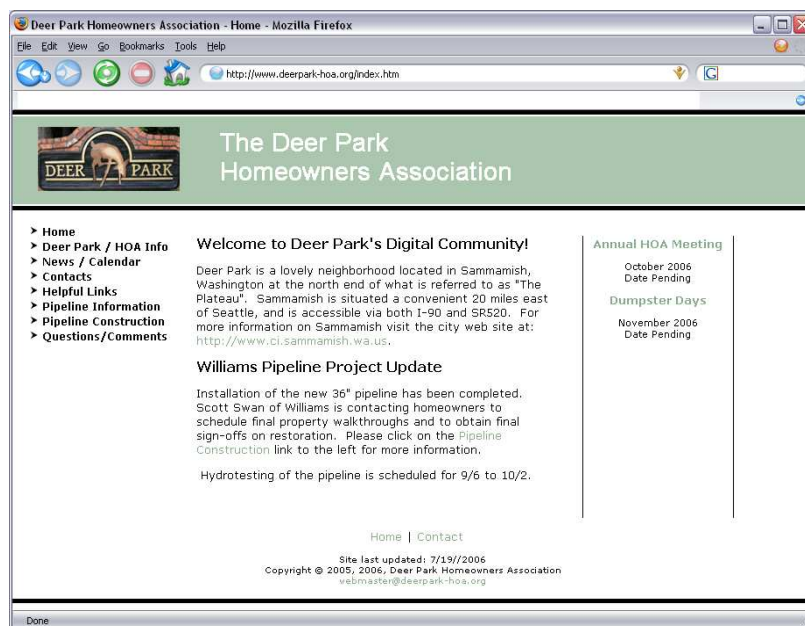 Deer Park Homeowners Association - Home - Mozilla Firefox
File Edit View Go Bookmarks Tools Help
http://www.deerpark-hoa.org/index.htm
G
DEER PARK
The Deer Park
Homeowners Association
Home
Deer Park / HOA Info
News / Calendar
Contacts
Helpful Links
Pipeline Information
Pipeline Construction
Questions/Comments
Welcome to Deer Park's Digital Community!
Deer Park is a lovely neighborhood located in Sammamish,
Washington at the north end of what is referred to as "The
Plateau". Sammamish is situated a convenient 20 miles east
of Seattle, and is accessible via both I-90 and SR520. For
more information on Sammamish visit the city web site at:
http://www.ci.sammamish.wa.us.
Williams Pipeline Project Update
Installation of the new 36" pipeline has been completed.
Scott Swan of Williams is contacting homeowners to
schedule final property walkthroughs and to obtain final
sign-offs on restoration. Please click on the Pipeline
Construction link to the left for more information.
Hydrotesting of the pipeline is scheduled for 9/6 to 10/2.
Annual HOA Meeting
October 2006
Date Pending
Dumpster Days
November 2006
Date Pending
Home | Contact
Site last updated: 7/19//2006
Copyright © 2005, 2006, Deer Park Homeowners Association
webmaster@deerpark-hoa.org
Done